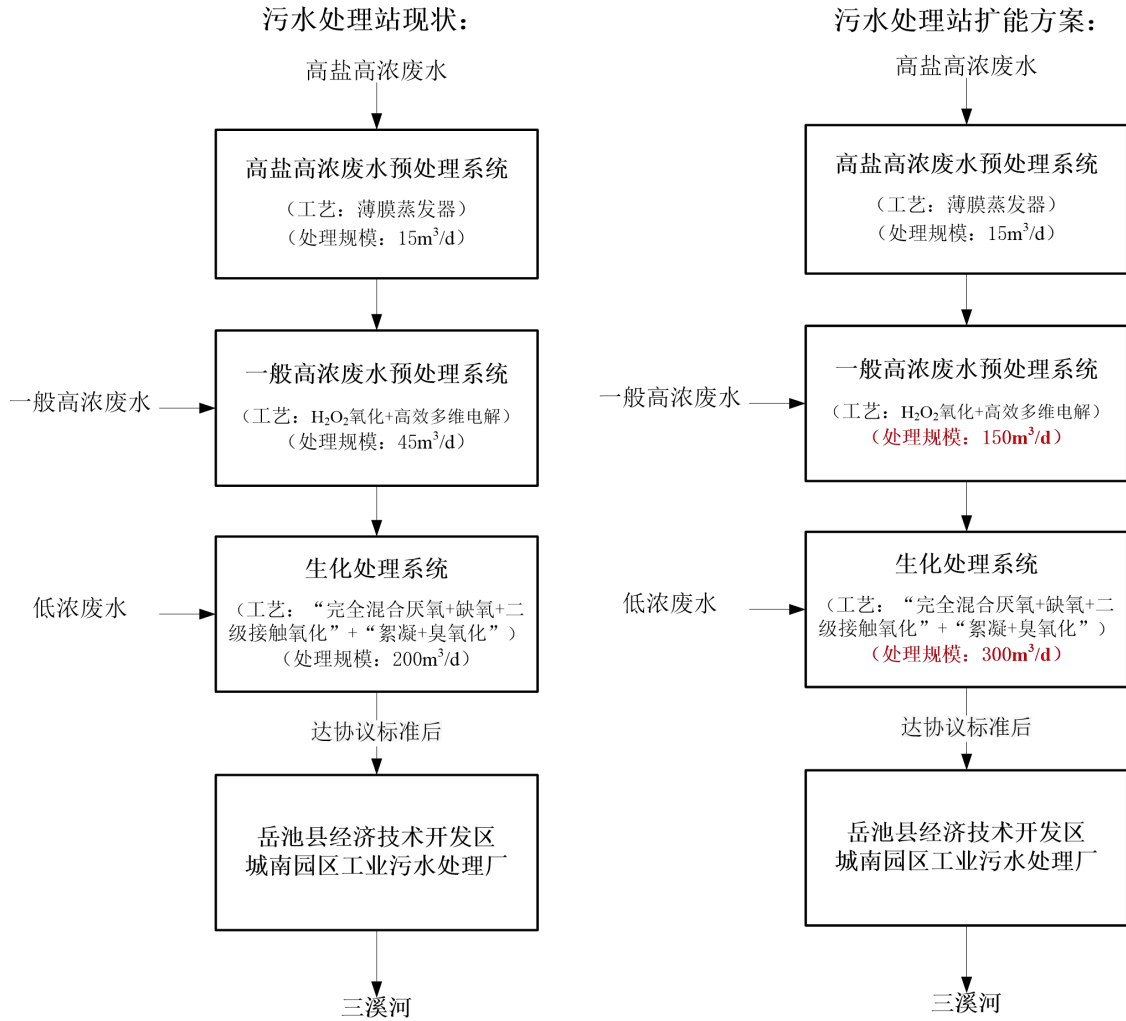 污水处理站现状：
高盐高浓废水
高盐高浓废水预处理系统
（工艺：薄膜蒸发器）
（处理规模：15m³/d）
一般高浓废水
一般高浓废水预处理系统
（工艺：H₂O₂氧化+高效多维电解）
（处理规模：45m³/d）
低浓废水
生化处理系统
（工艺：“完全混合厌氧+缺氧+二
级接触氧化”+“絮凝+臭氧化”）
（处理规模：200m³/d）
达协议标准后
岳池县经济技术开发区
城南园区工业污水处理厂
三溪河
污水处理站扩能方案：
高盐高浓废水
高盐高浓废水预处理系统
（工艺：薄膜蒸发器）
（处理规模：15m³/d）
一般高浓废水
一般高浓废水预处理系统
（工艺：H₂O₂氧化+高效多维电解）
（处理规模：150m³/d）
低浓废水
生化处理系统
（工艺：“完全混合厌氧+缺氧+二
级接触氧化”+“絮凝+臭氧化”）
（处理规模：300m³/d）
达协议标准后
岳池县经济技术开发区
城南园区工业污水处理厂
三溪河